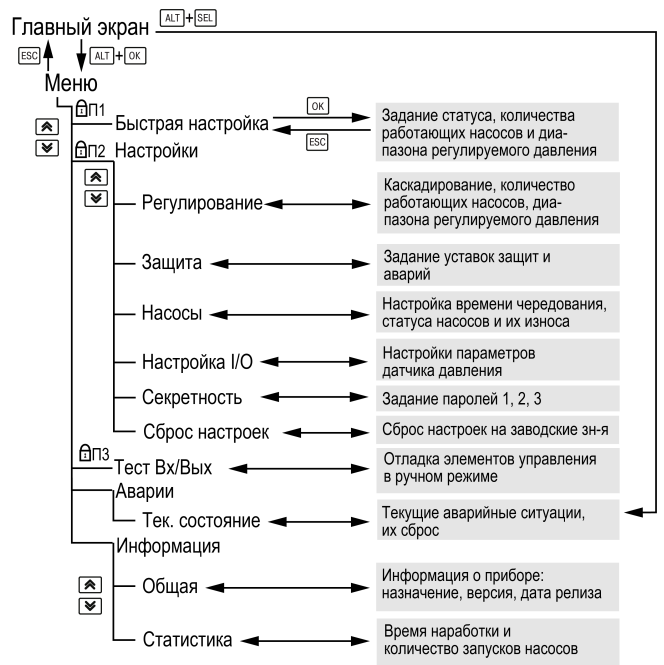 Главный экран ALT+SEL
ESC ALT+OK
Меню
П1
Быстрая настройка
OK
ESC
Задание статуса, количества
работающих насосов и диа-
пазона регулируемого давления
П2 Настройки
Регулирование
Каскадирование, количество
работающих насосов, диа-
пазона регулируемого давления
Защита
Задание уставок защит и
аварий
Насосы
Настройка времени чередования,
статуса насосов и их износа
Настройка I/O
Настройки параметров
датчика давления
Секретность
Задание паролей 1, 2, 3
Сброс настроек
Сброс настроек на заводские зн-я
П3
Тест Вх/Вых
Отладка элементов управления
в ручном режиме
Аварии
Тек. состояние
Текущие аварийные ситуации,
их сброс
Информация
Общая
Информация о приборе:
назначение, версия, дата релиза
Статистика
Время наработки и
количество запусков насосов